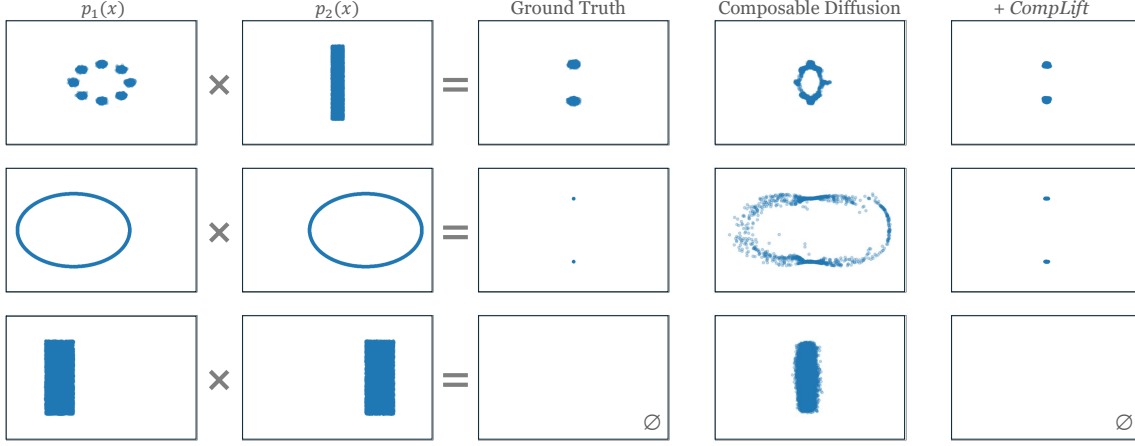 p₁(x) p₂(x) Ground Truth Composable Diffusion + CompLift
× =
× =
× =
∅ ∅